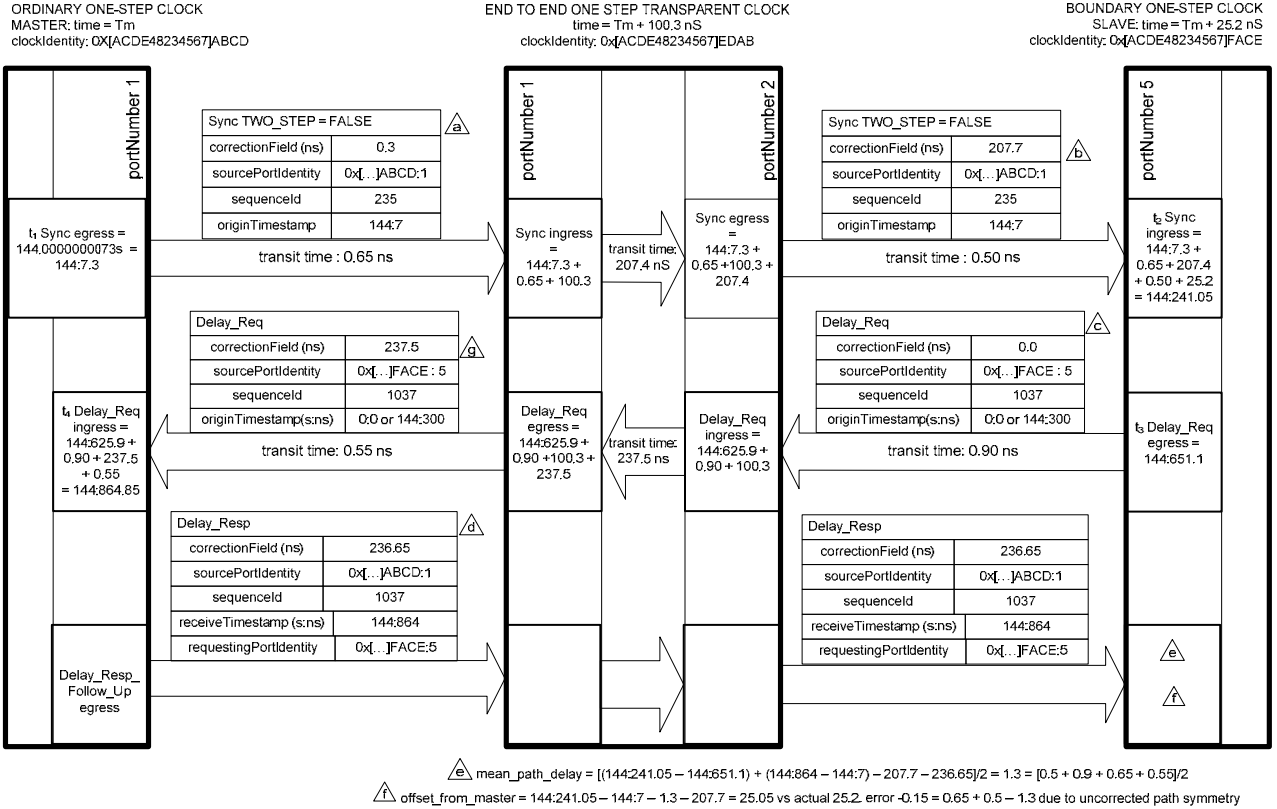 ORDINARY ONE-STEP CLOCK
MASTER: time = Tm
clockIdentity: 0X[ACDE48234567]ABCD
END TO END ONE STEP TRANSPARENT CLOCK
time = Tm + 100.3 nS
clockIdentity: 0x[ACDE48234567]EDAB
BOUNDARY ONE-STEP CLOCK
SLAVE: time = Tm + 25.2 nS
clockIdentity: 0x[ACDE48234567]FACE
portNumber 1
portNumber 1
portNumber 2
portNumber 5
Sync TWO_STEP = FALSE
a
correctionField (ns) 0.3
sourcePortIdentity 0x[...]ABCD:1
sequenceId 235
originTimestamp 144:7
transit time : 0.65 ns
Sync TWO_STEP = FALSE
b
correctionField (ns) 207.7
sourcePortIdentity 0x[...]ABCD:1
sequenceId 235
originTimestamp 144:7
transit time : 0.50 ns
t₁ Sync egress =
144.0000000073s =
144:7.3
Sync ingress
=
144:7.3 +
0.65 + 100.3
transit time:
207.4 nS
Sync egress
=
144:7.3 +
0.65 +100.3 +
207.4
t₂ Sync
ingress =
144:7.3 +
0.65 + 207.4
+ 0.50 + 25.2
= 144:241.05
Delay_Req
g
correctionField (ns) 237.5
sourcePortIdentity 0x[...]FACE : 5
sequenceId 1037
originTimestamp(s:ns) 0:0 or 144:300
transit time: 0.55 ns
Delay_Req
c
correctionField (ns) 0.0
sourcePortIdentity 0x[...]FACE : 5
sequenceId 1037
originTimestamp(s:ns) 0:0 or 144:300
transit time: 0.90 ns
t₄ Delay_Req
ingress =
144:625.9 +
0.90 + 237.5
+ 0.55
= 144:864.85
Delay_Req
egress =
144:625.9 +
0.90 +100.3 +
237.5
transit time:
237.5 ns
Delay_Req
ingress =
144:625.9 +
0.90 + 100.3
t₃ Delay_Req
egress =
144:651.1
Delay_Resp
d
correctionField (ns) 236.65
sourcePortIdentity 0x[...]ABCD:1
sequenceId 1037
receiveTimestamp (s:ns) 144:864
requestingPortIdentity 0x[...]FACE:5
Delay_Resp
correctionField (ns) 236.65
sourcePortIdentity 0x[...]ABCD:1
sequenceId 1037
receiveTimestamp (s:ns) 144:864
requestingPortIdentity 0x[...]FACE:5
Delay_Resp_
Follow_Up
egress
e
f
e mean_path_delay = [(144:241.05 – 144:651.1) + (144:864 – 144:7) – 207.7 – 236.65]/2 = 1.3 = [0.5 + 0.9 + 0.65 + 0.55]/2
f offset_from_master = 144:241.05 – 144:7 – 1.3 – 207.7 = 25.05 vs actual 25.2 error -0.15 = 0.65 + 0.5 – 1.3 due to uncorrected path symmetry